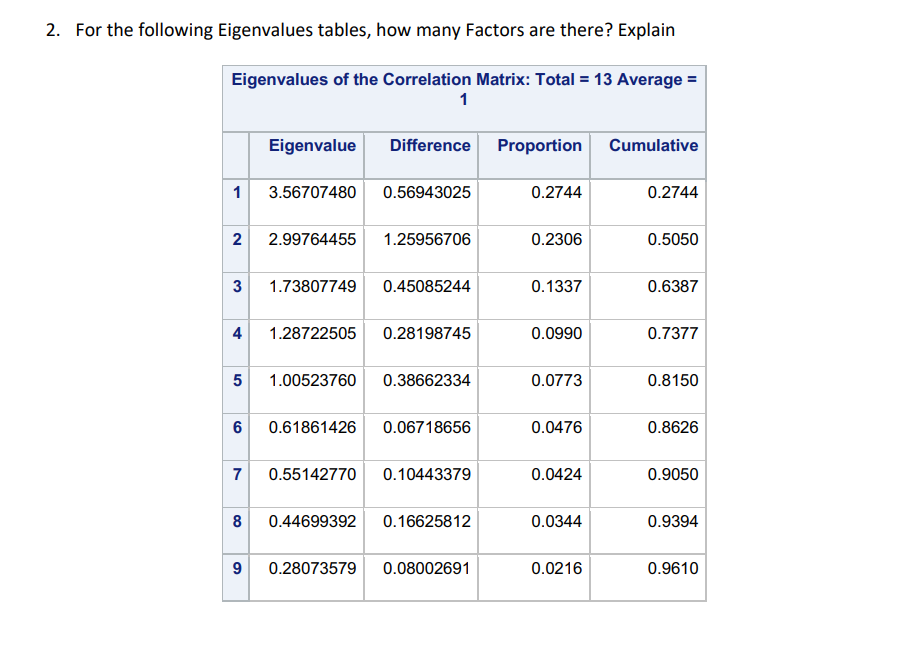 2. For the following Eigenvalues tables, how many Factors are there? Explain
Eigenvalues of the Correlation Matrix: Total = 13 Average =
1
Eigenvalue Difference Proportion Cumulative
1 3.56707480 0.56943025 0.2744 0.2744
2 2.99764455 1.25956706 0.2306 0.5050
3 1.73807749 0.45085244 0.1337 0.6387
4 1.28722505 0.28198745 0.0990 0.7377
5 1.00523760 0.38662334 0.0773 0.8150
6 0.61861426 0.06718656 0.0476 0.8626
7 0.55142770 0.10443379 0.0424 0.9050
8 0.44699392 0.16625812 0.0344 0.9394
9 0.28073579 0.08002691 0.0216 0.9610